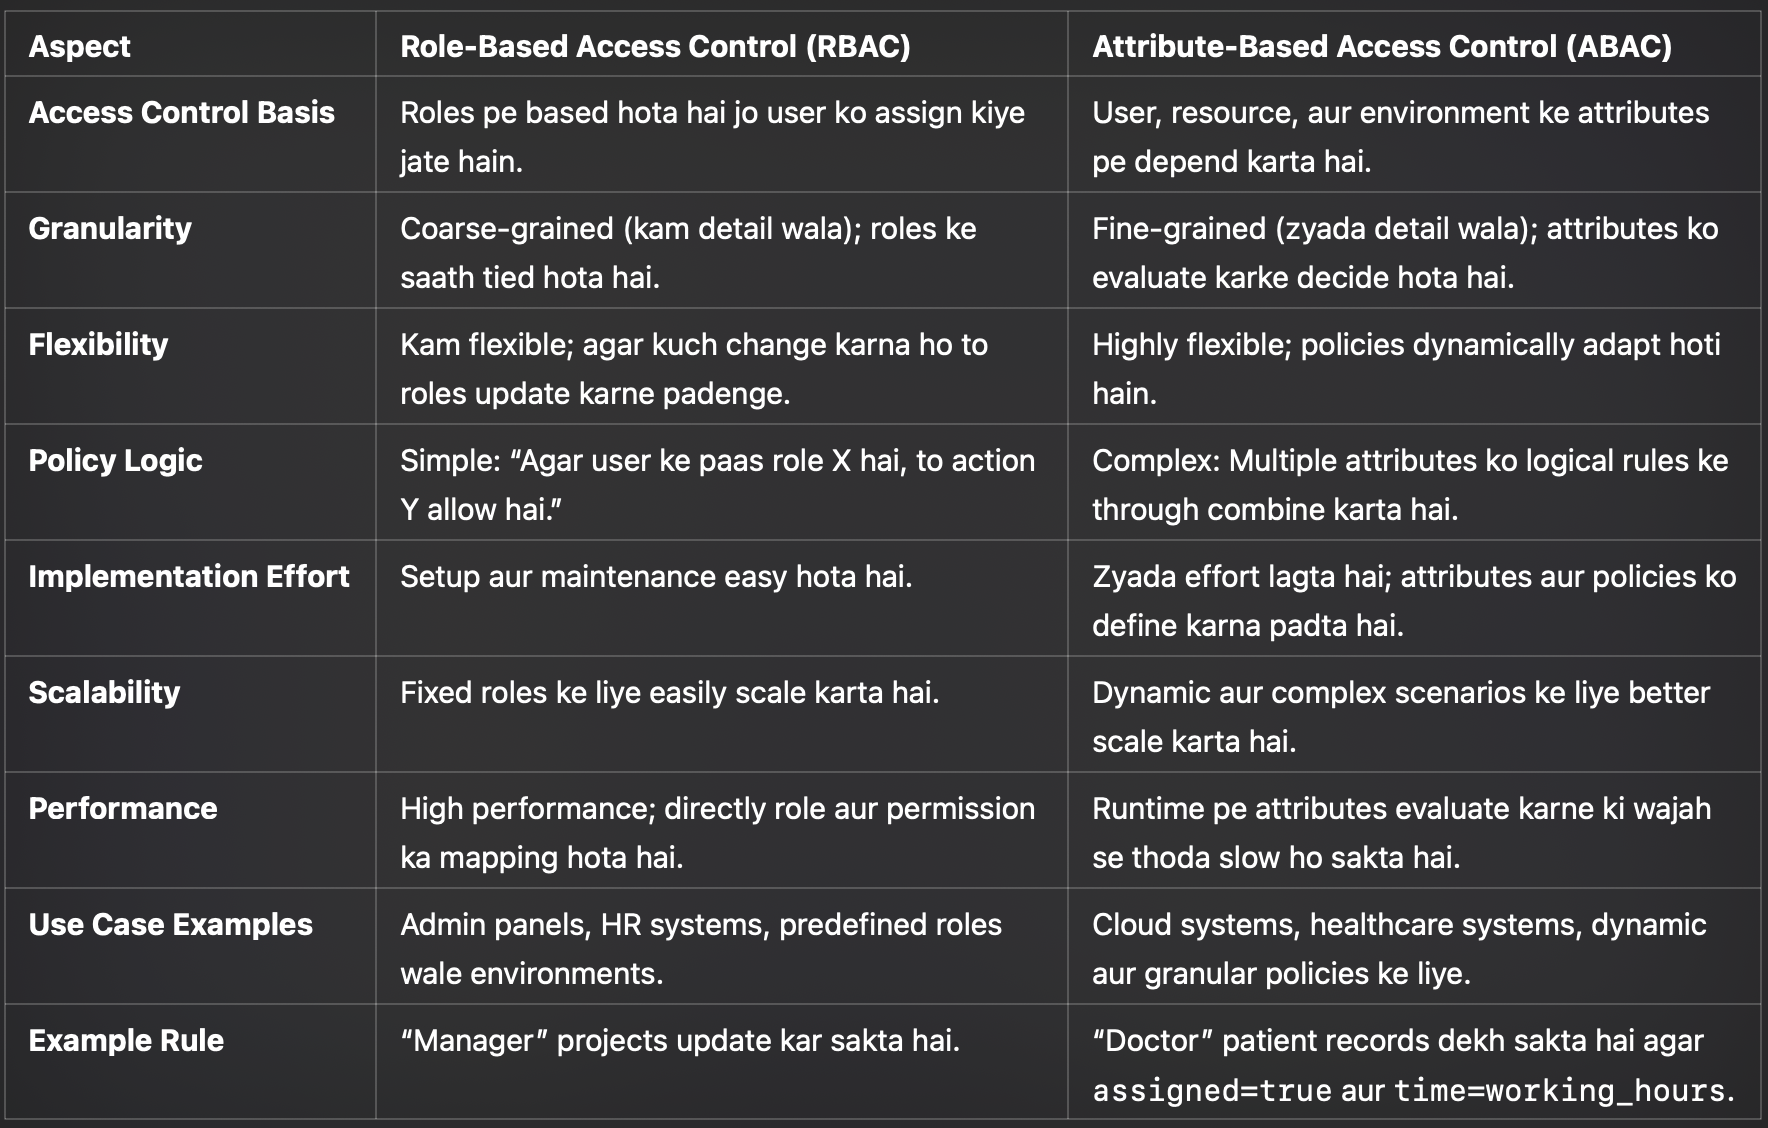 Aspect
Role-Based Access Control (RBAC)
Attribute-Based Access Control (ABAC)
Access Control Basis
Roles pe based hota hai jo user ko assign kiye
jate hain.
User, resource, aur environment ke attributes
pe depend karta hai.
Granularity
Coarse-grained (kam detail wala); roles ke
saath tied hota hai.
Fine-grained (zyada detail wala); attributes ko
evaluate karke decide hota hai.
Flexibility
Kam flexible; agar kuch change karna ho to
roles update karne padenge.
Highly flexible; policies dynamically adapt hoti
hain.
Policy Logic
Simple: “Agar user ke paas role X hai, to action
Y allow hai.”
Complex: Multiple attributes ko logical rules ke
through combine karta hai.
Implementation Effort
Setup aur maintenance easy hota hai.
Zyada effort lagta hai; attributes aur policies ko
define karna padta hai.
Scalability
Fixed roles ke liye easily scale karta hai.
Dynamic aur complex scenarios ke liye better
scale karta hai.
Performance
High performance; directly role aur permission
ka mapping hota hai.
Runtime pe attributes evaluate karne ki wajah
se thoda slow ho sakta hai.
Use Case Examples
Admin panels, HR systems, predefined roles
wale environments.
Cloud systems, healthcare systems, dynamic
aur granular policies ke liye.
Example Rule
“Manager” projects update kar sakta hai.
“Doctor” patient records dekh sakta hai agar
assigned=true aur time=working_hours.